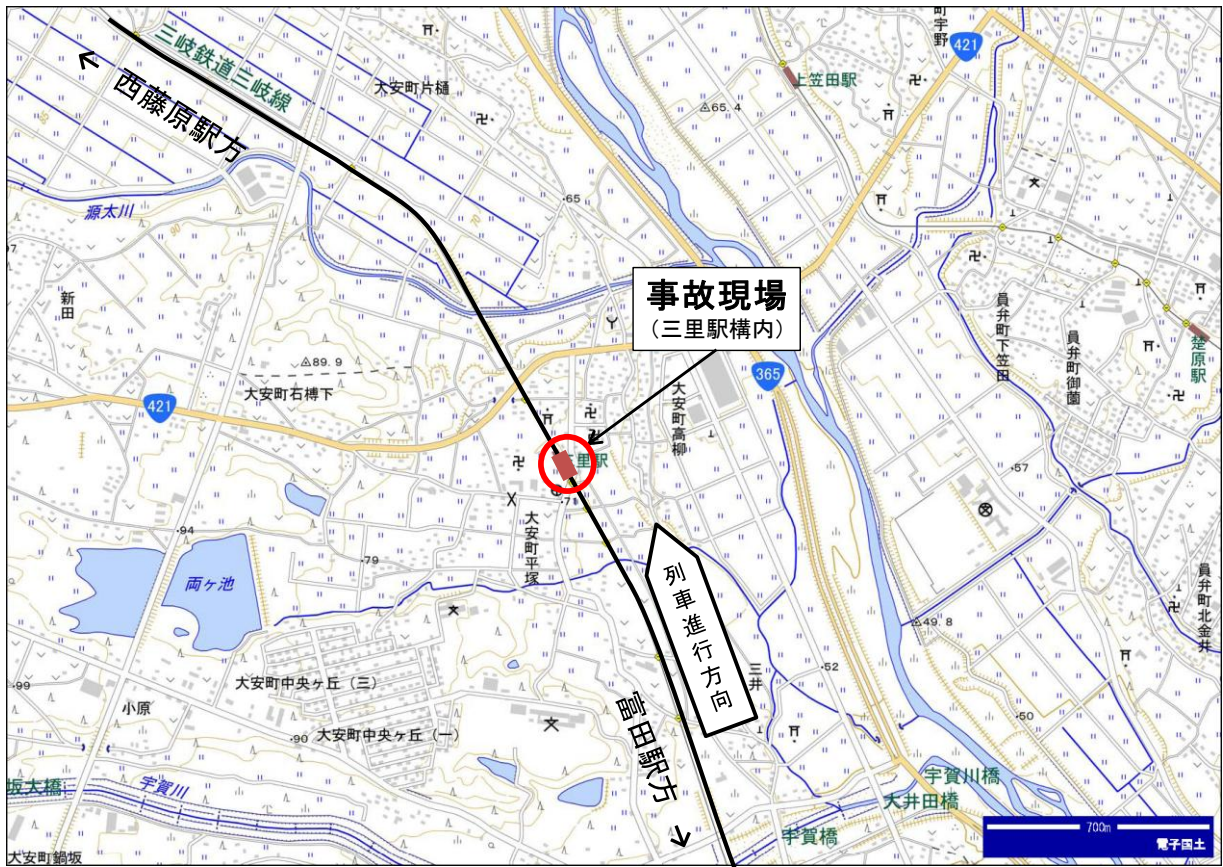 町宇野
421
三岐鉄道三岐線
← 西藤原駅方
大安町片樋
上笠田駅
65.4
源太川
90
70
65
97
新田
事故現場
（三里駅構内）
89.9
大安町石榑下
421
365
大安町高柳
員弁町下笠田
員弁町御薗
楚原駅
里駅
71
大安町平塚
57
94
79
両ヶ池
列車進行方向
員弁町北金井
49.8
52
三井
99
大安町中央ヶ丘（三）
小原
90
大安町中央ヶ丘（一）
富田駅方 →
50
坂大橋
宇賀川
宇賀川橋
大井田橋
宇賀橋
大安町鍋坂
700m
電子国土